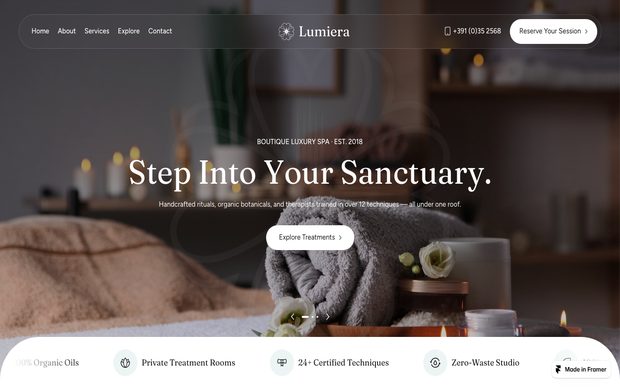 Home About Services Explore Contact
Lumiera
+391 (0)35 2568
Reserve Your Session
BOUTIQUE LUXURY SPA · EST. 2018
Step Into Your Sanctuary.
Handcrafted rituals, organic botanicals, and therapists trained in over 12 techniques — all under one roof.
Explore Treatments
Organic Oils
Private Treatment Rooms
24+ Certified Techniques
Zero-Waste Studio
Made in Framer